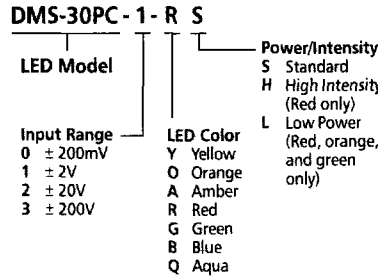 DMS-30PC - 1 - R S
LED Model
Power/Intensity
S Standard
H High Intensity
(Red only)
L Low Power
(Red, orange,
and green
only)
Input Range
0 ± 200mV
1 ± 2V
2 ± 20V
3 ± 200V
LED Color
Y Yellow
O Orange
A Amber
R Red
G Green
B Blue
Q Aqua